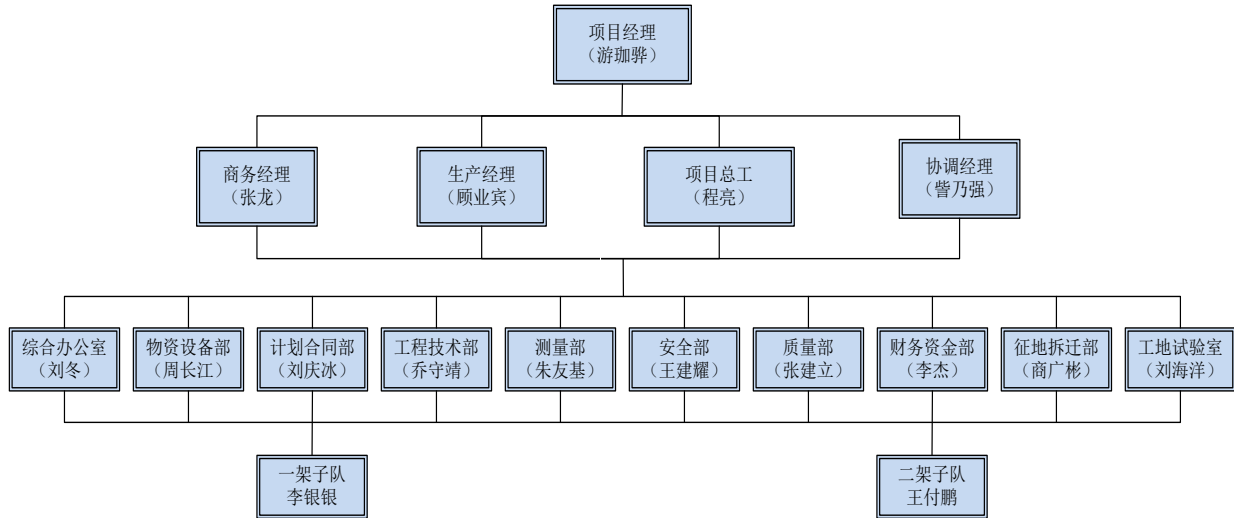 项目经理
（游珈骅）
商务经理
（张龙）
生产经理
（顾业宾）
项目总工
（程亮）
协调经理
（訾乃强）
综合办公室
（刘冬）
物资设备部
（周长江）
计划合同部
（刘庆冰）
工程技术部
（乔守靖）
测量部
（朱友基）
安全部
（王建耀）
质量部
（张建立）
财务资金部
（李杰）
征地拆迁部
（商广彬）
工地试验室
（刘海洋）
一架子队
李银银
二架子队
王付鹏